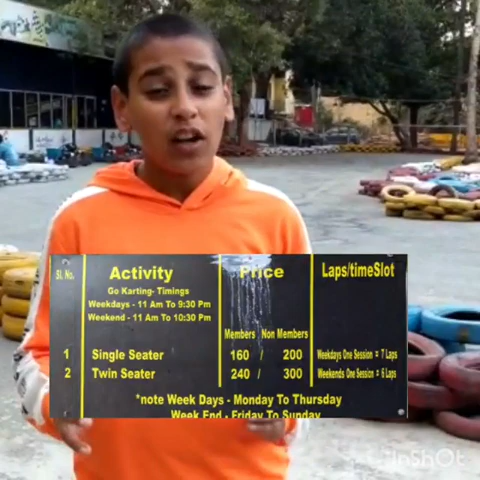 Sl. No. Activity Price Laps/timeSlot
Go Karting- Timings
Weekdays - 11 Am To 9:30 Pm
Weekend - 11 Am To 10:30 Pm
Members Non Members
1 Single Seater 160 / 200 Weekdays One Session = 7 Laps
2 Twin Seater 240 / 300 Weekends One Session = 6 Laps
*note Week Days - Monday To Thursday
Week End - Friday To Sunday
InShOt